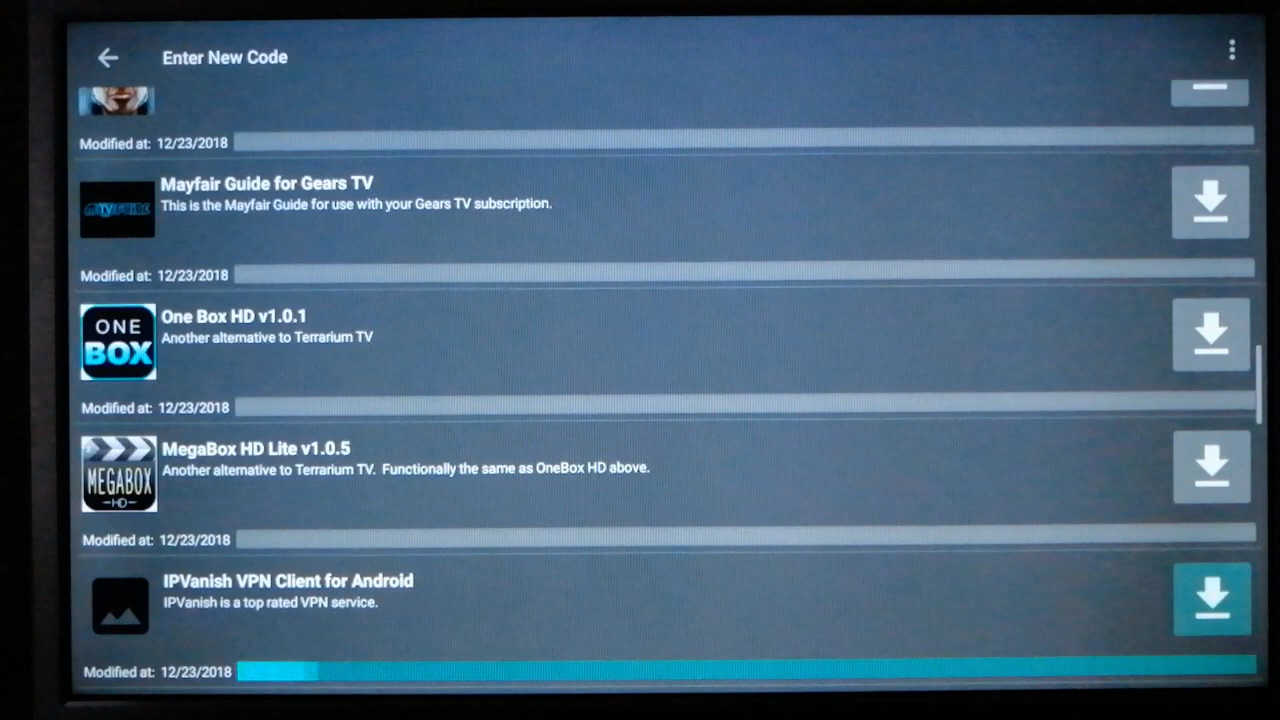 Enter New Code
Modified at: 12/23/2018
Mayfair Guide for Gears TV
This is the Mayfair Guide for use with your Gears TV subscription.
Modified at: 12/23/2018
ONE
BOX
One Box HD v1.0.1
Another alternative to Terrarium TV
Modified at: 12/23/2018
MEGABOX
HD
MegaBox HD Lite v1.0.5
Another alternative to Terrarium TV. Functionally the same as OneBox HD above.
Modified at: 12/23/2018
IPVanish VPN Client for Android
IPVanish is a top rated VPN service.
Modified at: 12/23/2018